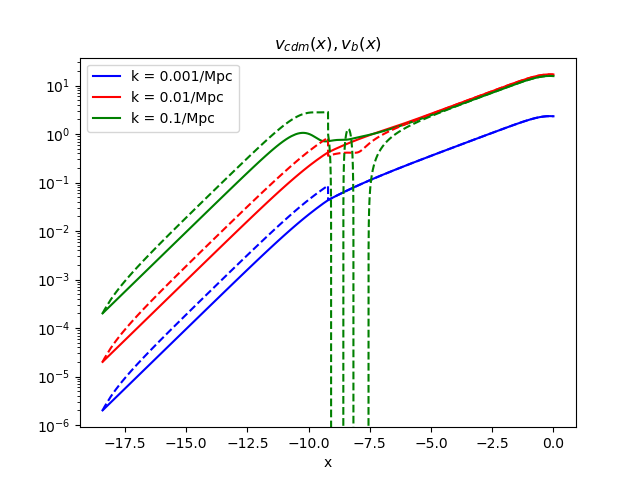 v_{cdm}(x), v_b(x)
k = 0.001/Mpc
k = 0.01/Mpc
k = 0.1/Mpc
10^1
10^0
10^{-1}
10^{-2}
10^{-3}
10^{-4}
10^{-5}
10^{-6}
−17.5 −15.0 −12.5 −10.0 −7.5 −5.0 −2.5 0.0
x